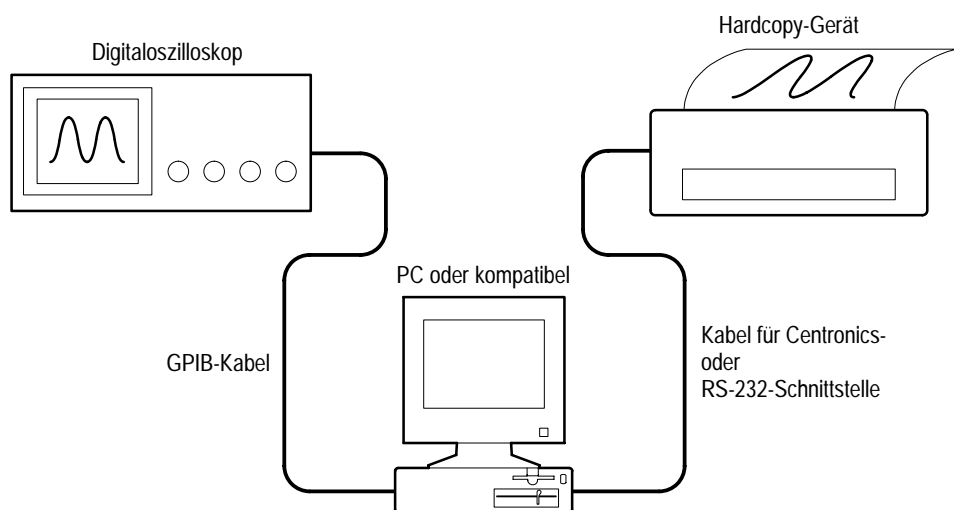 Hardcopy-Gerät
Digitaloszilloskop
PC oder kompatibel
GPIB-Kabel
Kabel für Centronics-
oder
RS-232-Schnittstelle